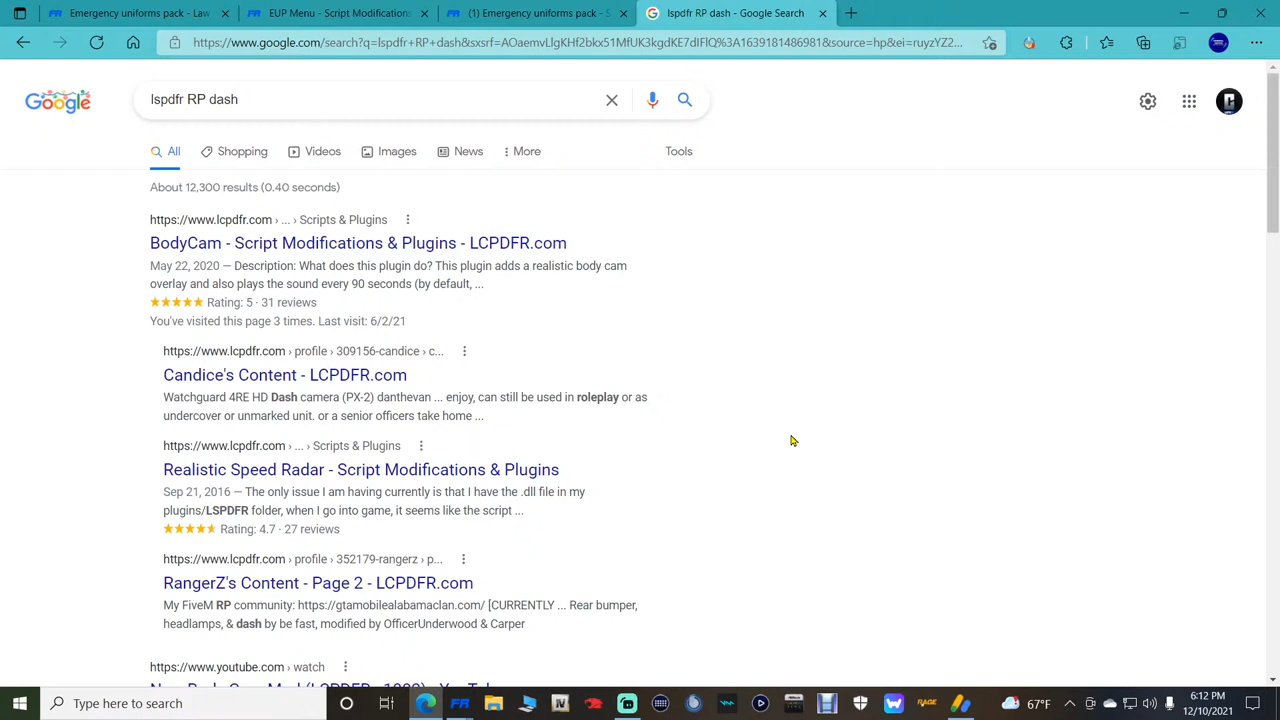 Emergency uniforms pack - Law
EUP Menu - Script Modifications
(1) Emergency uniforms pack - S
lspdfr RP dash - Google Search
https://www.google.com/search?q=lspdfr+RP+dash&sxsrf=AOaemvLlgKHf2bkx51MfUK3kgdKE7dIFlQ%3A1639181486981&source=hp&ei=ruyzYZ2...
Google
lspdfr RP dash
All
Shopping
Videos
Images
News
More
Tools
About 12,300 results (0.40 seconds)
https://www.lcpdfr.com › ... › Scripts & Plugins
BodyCam - Script Modifications & Plugins - LCPDFR.com
May 22, 2020 — Description: What does this plugin do? This plugin adds a realistic body cam
overlay and also plays the sound every 90 seconds (by default, ...
Rating: 5 · 31 reviews
You've visited this page 3 times. Last visit: 6/2/21
https://www.lcpdfr.com › profile › 309156-candice › c...
Candice's Content - LCPDFR.com
Watchguard 4RE HD Dash camera (PX-2) danthevan ... enjoy, can still be used in roleplay or as
undercover or unmarked unit. or a senior officers take home ...
https://www.lcpdfr.com › ... › Scripts & Plugins
Realistic Speed Radar - Script Modifications & Plugins
Sep 21, 2016 — The only issue I am having currently is that I have the .dll file in my
plugins/LSPDFR folder, when I go into game, it seems like the script ...
Rating: 4.7 · 27 reviews
https://www.lcpdfr.com › profile › 352179-rangerz › p...
RangerZ's Content - Page 2 - LCPDFR.com
My FiveM RP community: https://gtamobilealabamaclan.com/ [CURRENTLY ... Rear bumper,
headlamps, & dash by be fast, modified by OfficerUnderwood & Carper
https://www.youtube.com › watch
Type here to search
67°F
6:12 PM
12/10/2021